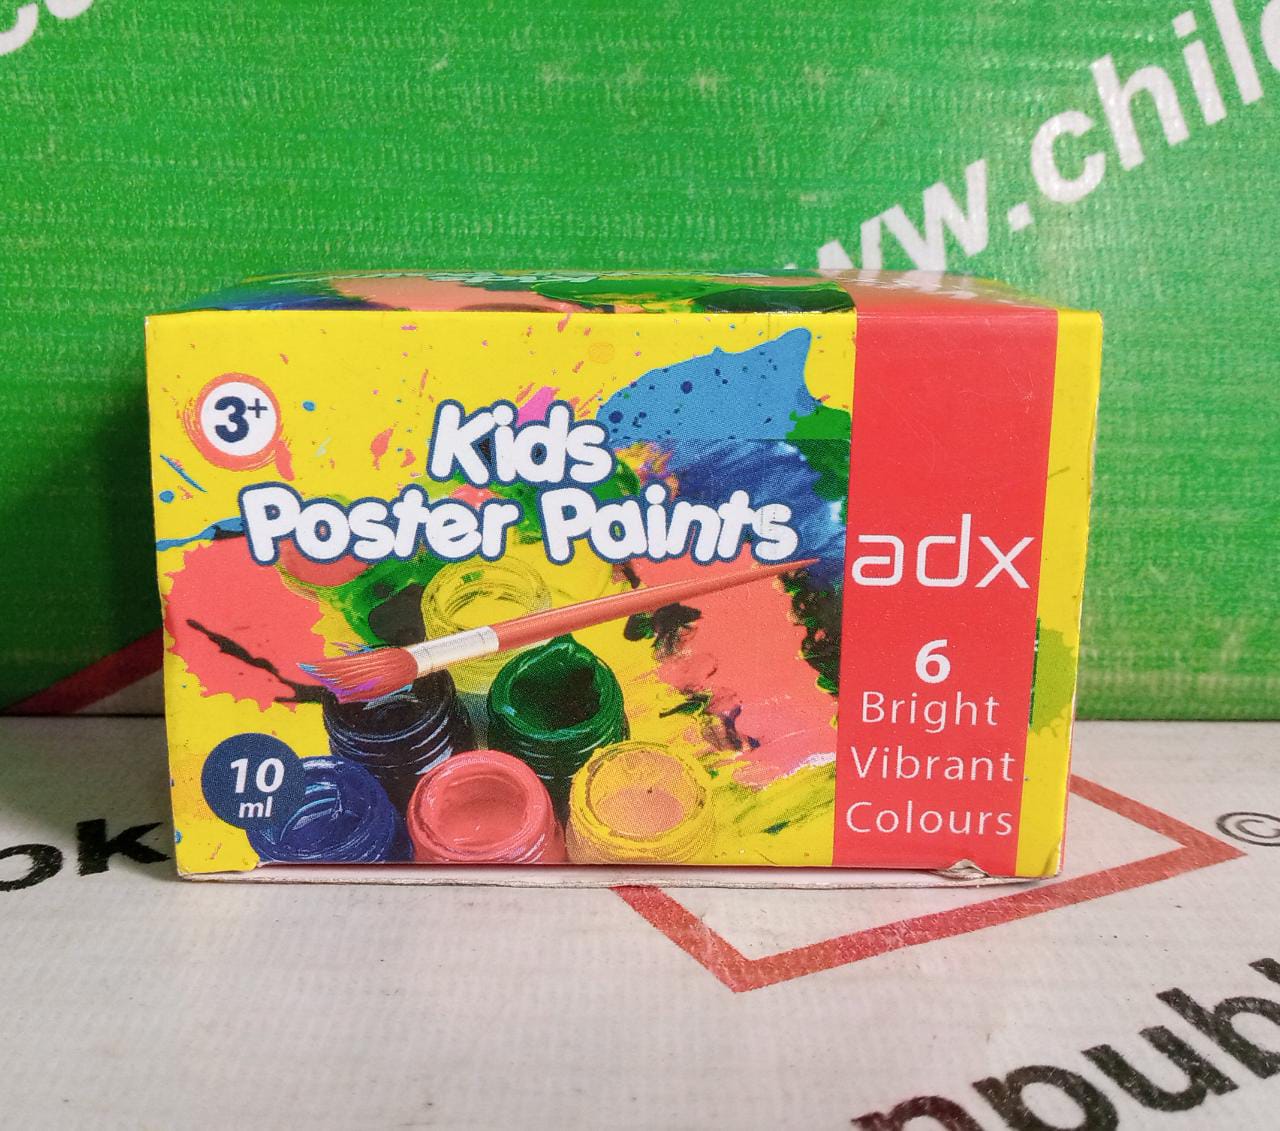 www.chil
3+
Kids
Poster Paints
adx
6
Bright
Vibrant
Colours
10
ml
ok
©